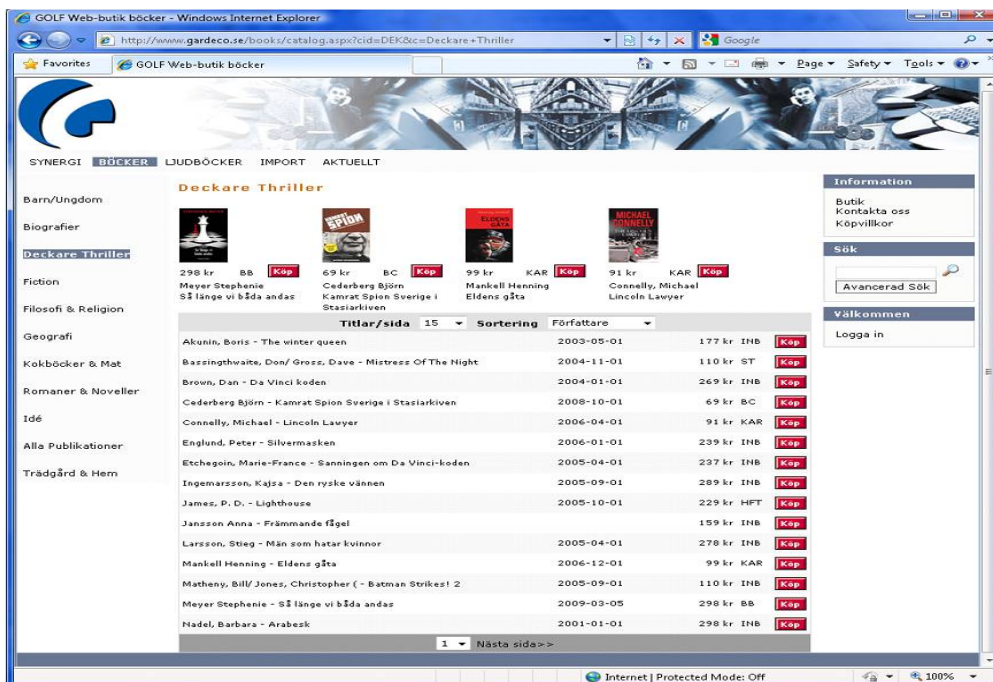 GOLF Web-butik böcker - Windows Internet Explorer
http://www.gardeco.se/books/catalog.aspx?cid=DEK&c=Deckare+Thriller
Google
Favorites GOLF Web-butik böcker Page Safety Tools
SYNERGI BÖCKER LJUDBÖCKER IMPORT AKTUELLT
Barn/Ungdom
Biografier
Deckare Thriller
Fiction
Filosofi & Religion
Geografi
Kokböcker & Mat
Romaner & Noveller
Idé
Alla Publikationer
Trädgård & Hem
Deckare Thriller
SPION
ELDENS GÅTA
MICHAEL CONNELLY
298 kr BB Köp
Meyer Stephenie
Så länge vi båda andas
69 kr BC Köp
Cederberg Björn
Kamrat Spion Sverige i
Stasiarkiven
99 kr KAR Köp
Mankell Henning
Eldens gåta
91 kr KAR Köp
Connelly, Michael
Lincoln Lawyer
Titlar/sida 15 Sortering Författare
Akunin, Boris - The winter queen 2003-05-01 177 kr INB Köp
Bassingthwaite, Don/ Gross, Dave - Mistress Of The Night 2004-11-01 110 kr ST Köp
Brown, Dan - Da Vinci koden 2004-01-01 269 kr INB Köp
Cederberg Björn - Kamrat Spion Sverige i Stasiarkiven 2008-10-01 69 kr BC Köp
Connelly, Michael - Lincoln Lawyer 2006-04-01 91 kr KAR Köp
Englund, Peter - Silvermasken 2006-01-01 239 kr INB Köp
Etchegoin, Marie-France - Sanningen om Da Vinci-koden 2005-04-01 237 kr INB Köp
Ingemarsson, Kajsa - Den ryske vännen 2005-09-01 289 kr INB Köp
James, P. D. - Lighthouse 2005-10-01 229 kr HFT Köp
Jansson Anna - Främmande fågel 159 kr INB Köp
Larsson, Stieg - Män som hatar kvinnor 2005-04-01 278 kr INB Köp
Mankell Henning - Eldens gåta 2006-12-01 99 kr KAR Köp
Matheny, Bill/ Jones, Christopher ( - Batman Strikes! 2 2005-09-01 110 kr INB Köp
Meyer Stephenie - Så länge vi båda andas 2009-03-05 298 kr BB Köp
Nadel, Barbara - Arabesk 2001-01-01 298 kr INB Köp
1 Nästa sida>>
Information
Butik
Kontakta oss
Köpvillkor
Sök
Avancerad Sök
Välkommen
Logga in
Internet | Protected Mode: Off 100%